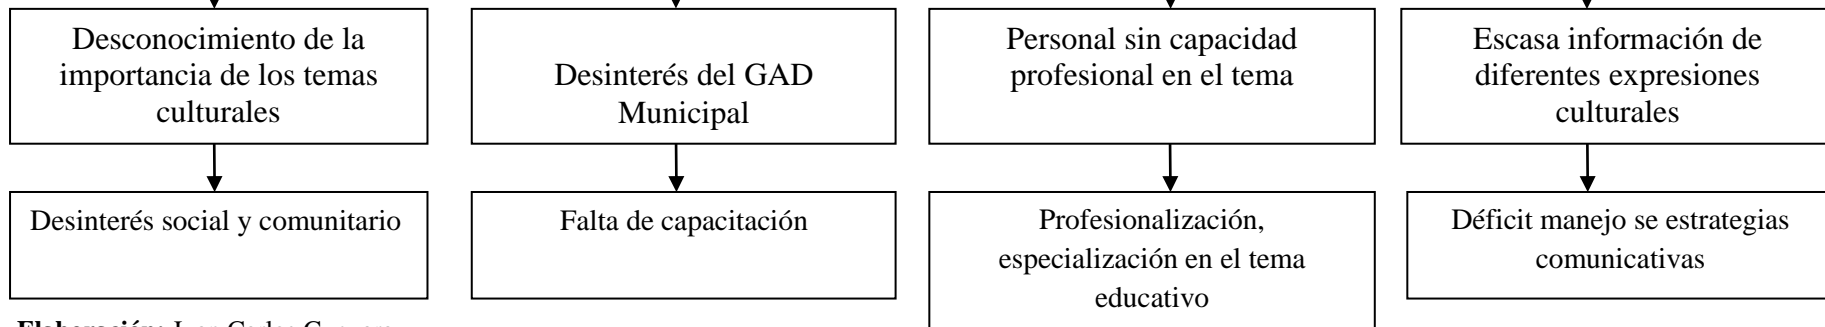 Desconocimiento de la
importancia de los temas
culturales
Desinterés del GAD
Municipal
Personal sin capacidad
profesional en el tema
Escasa información de
diferentes expresiones
culturales
Desinterés social y comunitario
Falta de capacitación
Profesionalización,
especialización en el tema
educativo
Déficit manejo se estrategias
comunicativas